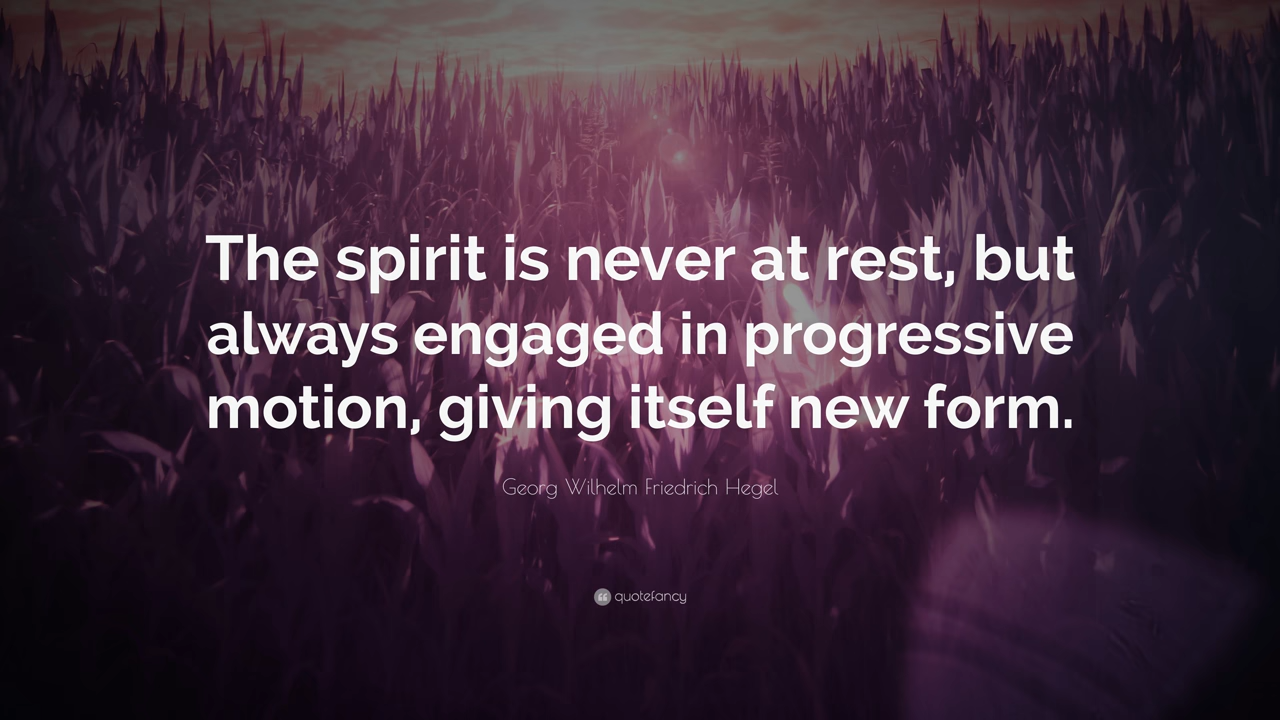 The spirit is never at rest, but
always engaged in progressive
motion, giving itself new form.
Georg Wilhelm Friedrich Hegel
quotefancy